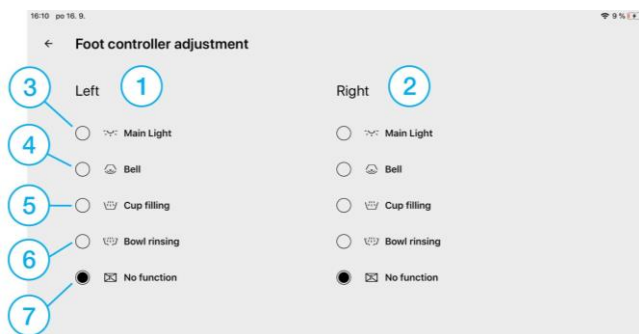 16:10 po 16. 9. 9 %
Foot controller adjustment
Left 1 Right 2
3
Main Light Main Light
4
Bell Bell
5 Cup filling Cup filling
6 Bowl rinsing Bowl rinsing
No function No function
7